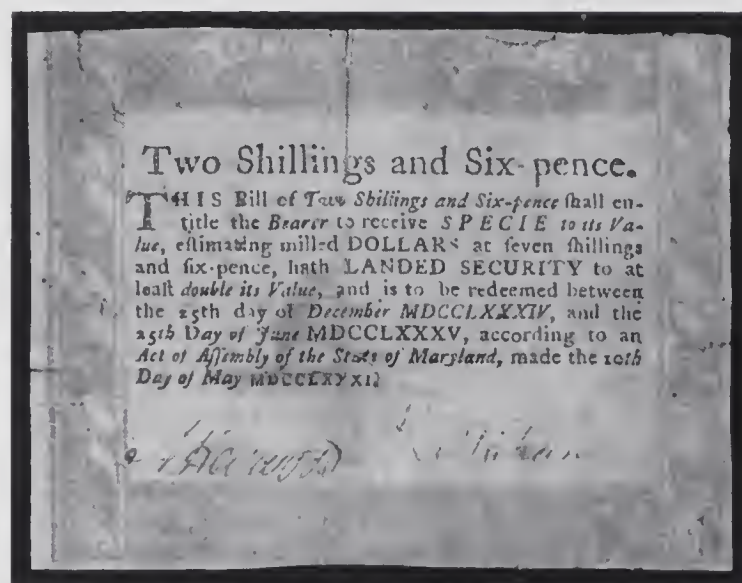 Two Shillings and Six-pence.
THIS Bill of Two Shillings and Six-pence ſhall en-
title the Bearer to receive SPECIE to its Va-
lue, eſtimating milled DOLLARS at ſeven ſhillings
and ſix-pence, hath LANDED SECURITY to at
leaſt double its Value, and is to be redeemed between
the 25th day of December MDCCLXXXIV, and the
25th Day of June MDCCLXXXV, according to an
Act of Aſſembly of the State of Maryland, made the 10th
Day of May
Harwood